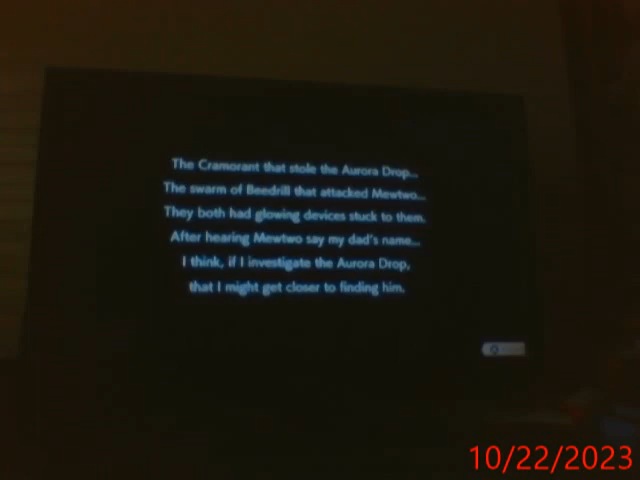 The Cramorant that stole the Aurora Drop...
The swarm of Beedrill that attacked Mewtwo...
They both had glowing devices stuck to them.
After hearing Mewtwo say my dad's name...
I think, if I investigate the Aurora Drop,
that I might get closer to finding him.
10/22/2023